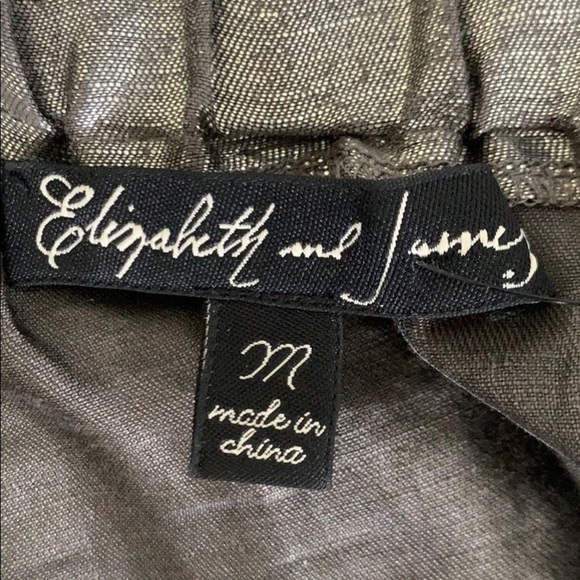 Elizabeth and James
M
made in
china